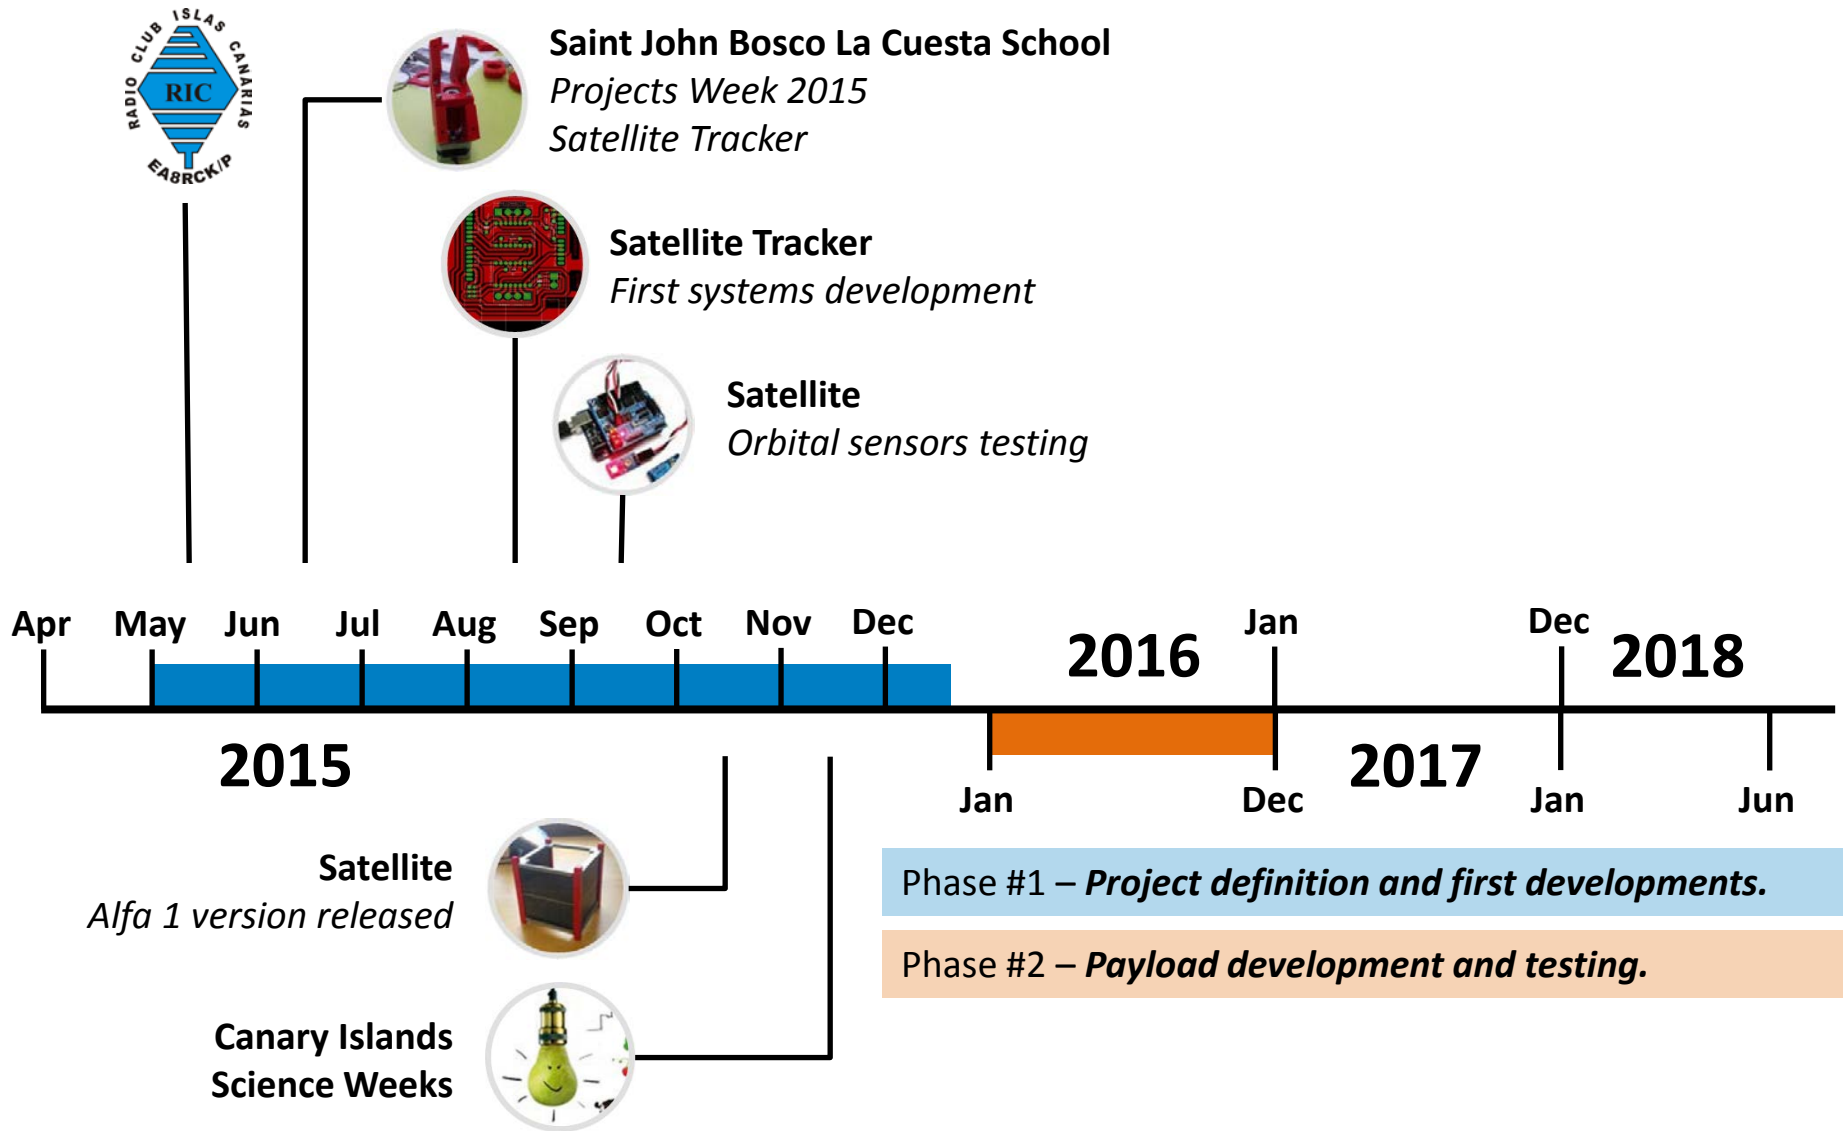 RADIO CLUB ISLAS CANARIAS
RIC
EA8RCK/P
Saint John Bosco La Cuesta School
Projects Week 2015
Satellite Tracker
Satellite Tracker
First systems development
Satellite
Orbital sensors testing
Apr May Jun Jul Aug Sep Oct Nov Dec Jan Dec
2016 2018
2015 2017
Jan Dec Jan Jun
Satellite
Alfa 1 version released
Phase #1 – Project definition and first developments.
Phase #2 – Payload development and testing.
Canary Islands
Science Weeks